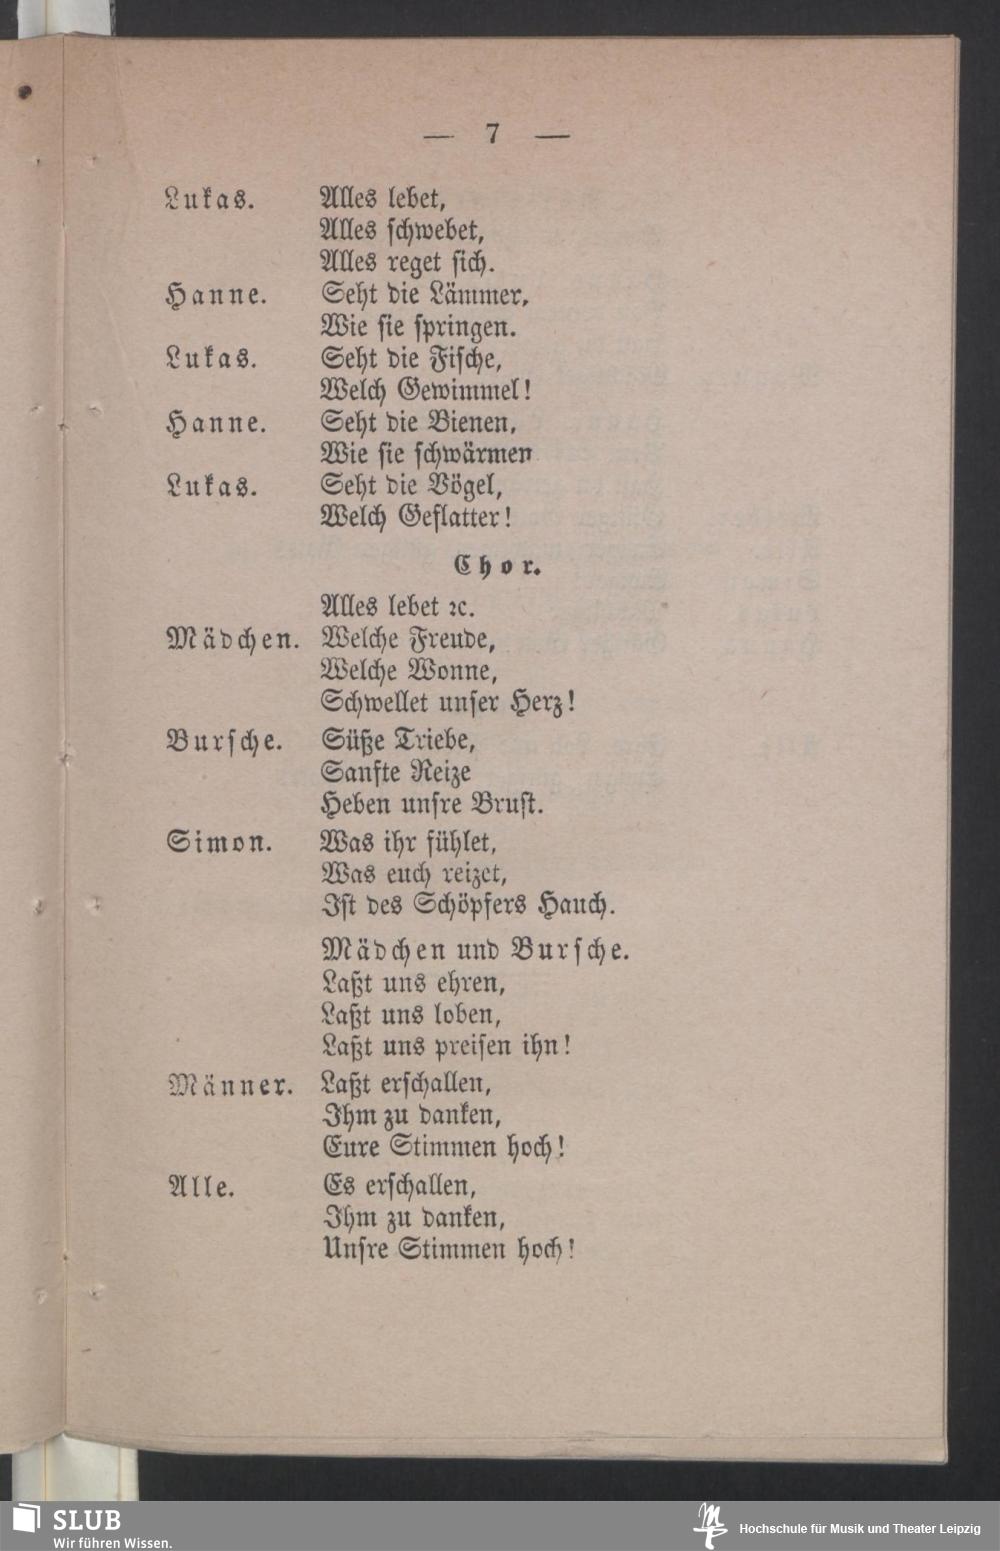 — 7 —
Lukas. Alles lebet,
Alles schwebet,
Alles reget sich.
Hanne. Seht die Lämmer,
Wie sie springen.
Lukas. Seht die Fische,
Welch Gewimmel!
Hanne. Seht die Bienen,
Wie sie schwärmen
Lukas. Seht die Vögel,
Welch Geflatter!
Chor.
Alles lebet ꝛc.
Mädchen. Welche Freude,
Welche Wonne,
Schwellet unser Herz!
Bursche. Süße Triebe,
Sanfte Reize
Heben unsre Brust.
Simon. Was ihr fühlet,
Was euch reizet,
Ist des Schöpfers Hauch.
Mädchen und Bursche.
Laßt uns ehren,
Laßt uns loben,
Laßt uns preisen ihn!
Männer. Laßt erschallen,
Ihm zu danken,
Eure Stimmen hoch!
Alle. Es erschallen,
Ihm zu danken,
Unsre Stimmen hoch!
SLUB
Wir führen Wissen.
Hochschule für Musik und Theater Leipzig